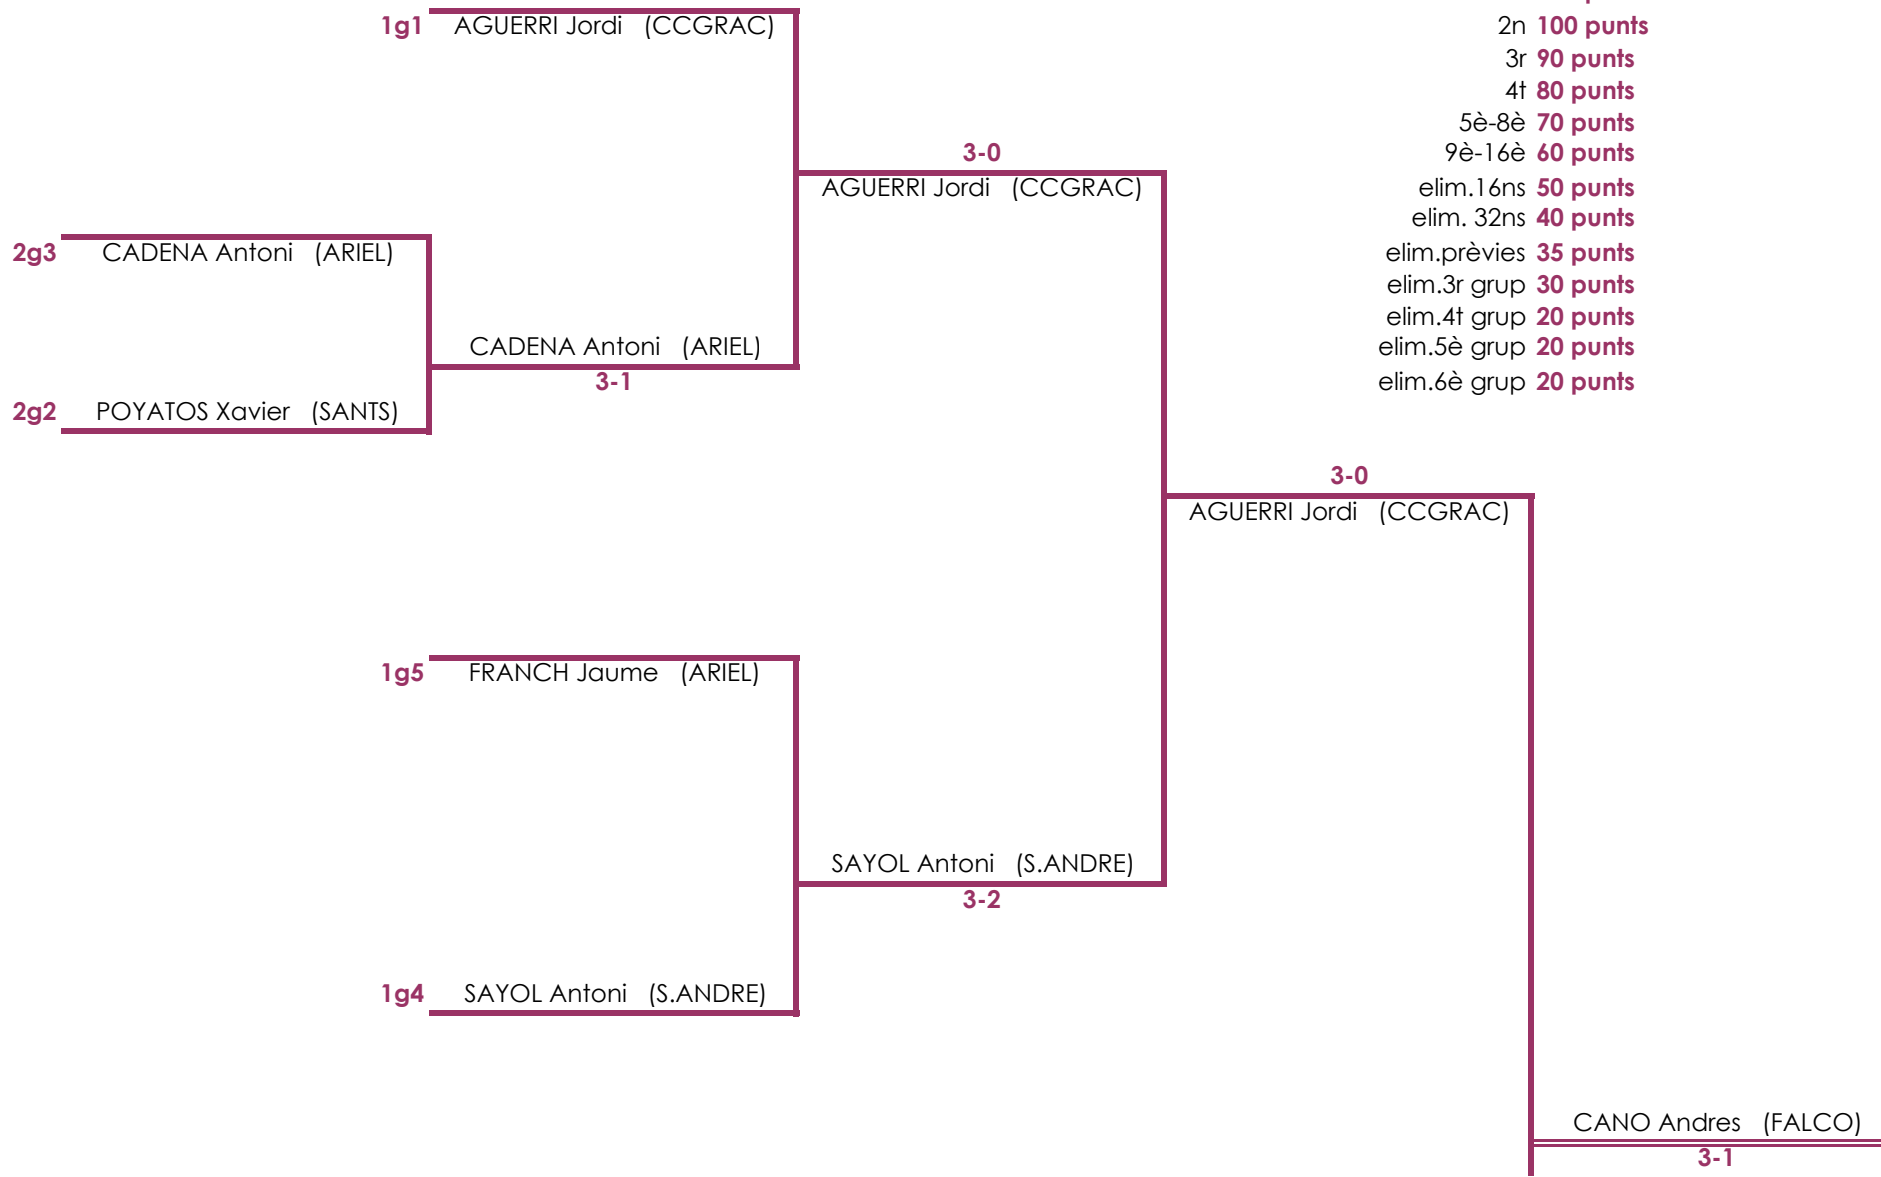 1g1 AGUERRI Jordi (CCGRAC)
2n 100 punts
3r 90 punts
4t 80 punts
5è-8è 70 punts
9è-16è 60 punts
elim.16ns 50 punts
elim. 32ns 40 punts
elim.prèvies 35 punts
elim.3r grup 30 punts
elim.4t grup 20 punts
elim.5è grup 20 punts
elim.6è grup 20 punts
3-0
AGUERRI Jordi (CCGRAC)
2g3 CADENA Antoni (ARIEL)
CADENA Antoni (ARIEL)
3-1
2g2 POYATOS Xavier (SANTS)
3-0
AGUERRI Jordi (CCGRAC)
1g5 FRANCH Jaume (ARIEL)
SAYOL Antoni (S.ANDRE)
3-2
1g4 SAYOL Antoni (S.ANDRE)
CANO Andres (FALCO)
3-1